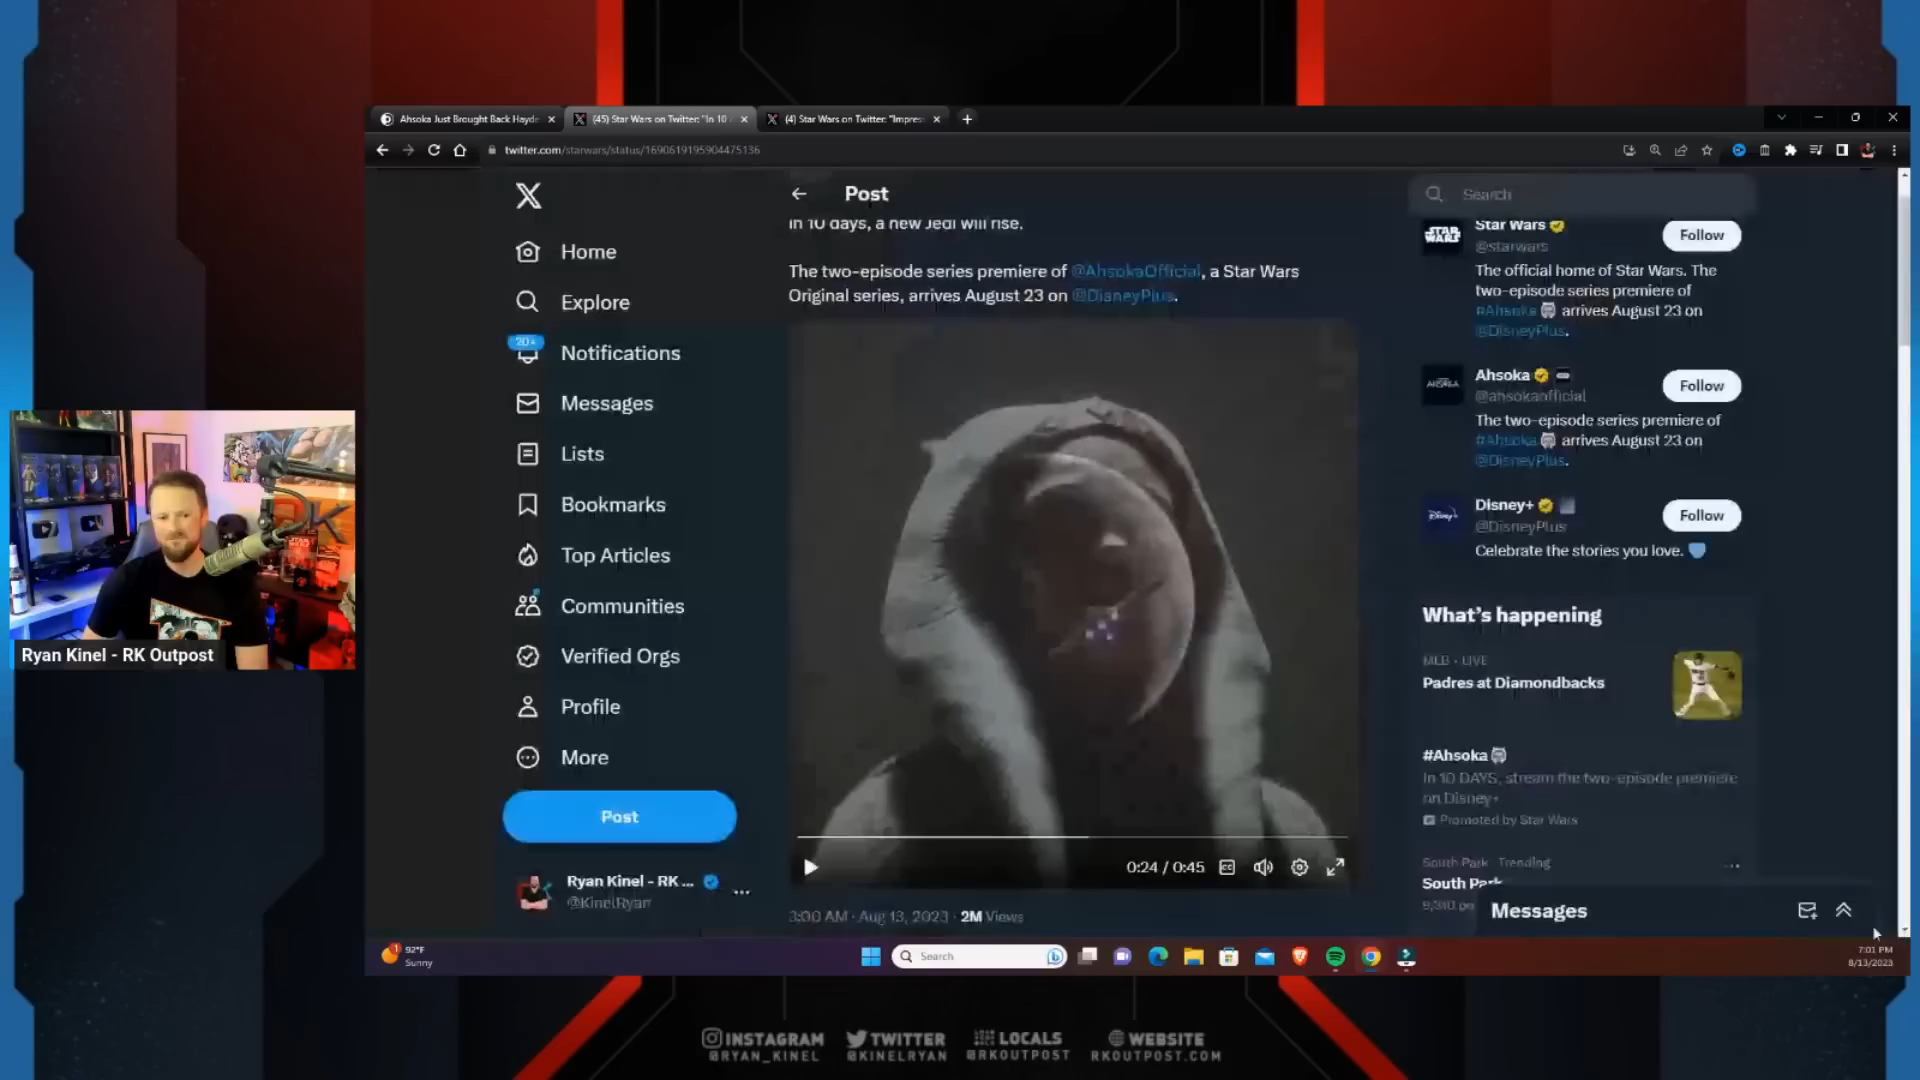 Ahsoka Just Brought Back Hayde
(45) Star Wars on Twitter: "In 10
(4) Star Wars on Twitter: "Impres
twitter.com/starwars/status/1690619195904475136
Home
Explore
20+
Notifications
Messages
Lists
Bookmarks
Top Articles
Communities
Verified Orgs
Profile
More
Post
Ryan Kinel - RK ...
@KinelRyan
Post
In 10 days, a new Jedi will rise.
The two-episode series premiere of @AhsokaOfficial, a Star Wars
Original series, arrives August 23 on @DisneyPlus.
0:24 / 0:45
3:00 AM · Aug 13, 2023 · 2M Views
Search
STAR WARS
Star Wars
@starwars
Follow
The official home of Star Wars. The
two-episode series premiere of
#Ahsoka arrives August 23 on
@DisneyPlus.
AHSOKA
Ahsoka
@ahsokaofficial
Follow
The two-episode series premiere of
#Ahsoka arrives August 23 on
@DisneyPlus.
Disney+
Disney+
@DisneyPlus
Follow
Celebrate the stories you love.
What's happening
MLB · LIVE
Padres at Diamondbacks
#Ahsoka
In 10 DAYS, stream the two-episode premiere
on Disney+
Promoted by Star Wars
South Park · Trending
South Park
Messages
1
92°F
Sunny
Search
7:01 PM
8/13/2023
Ryan Kinel - RK Outpost
INSTAGRAM
@RYAN_KINEL
TWITTER
@KINELRYAN
LOCALS
@RKOUTPOST
WEBSITE
RKOUTPOST.COM